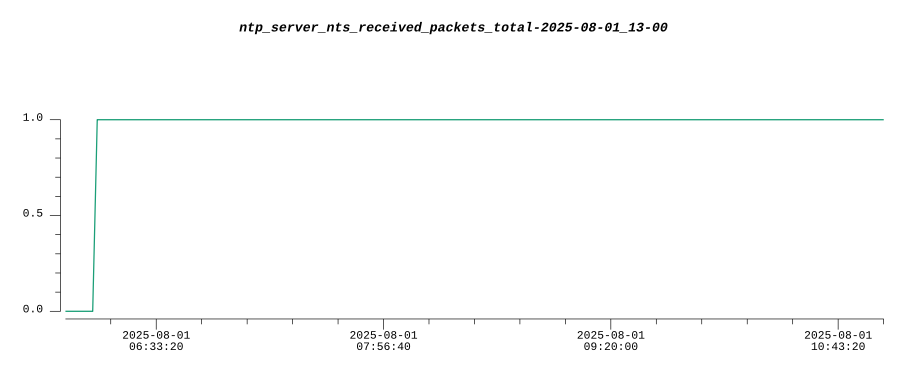 ntp_server_nts_received_packets_total-2025-08-01_13-00
1.0
0.5
0.0
2025-08-01 2025-08-01 2025-08-01 2025-08-01
06:33:20 07:56:40 09:20:00 10:43:20